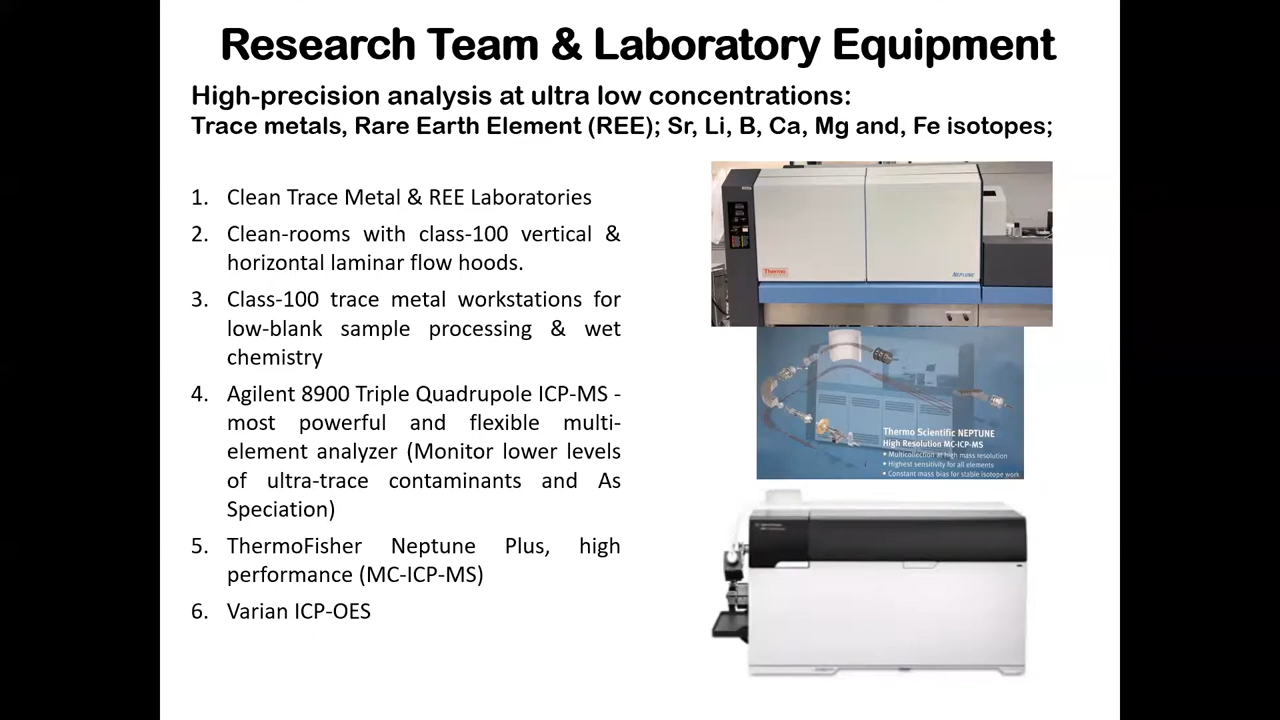 Research Team & Laboratory Equipment
High-precision analysis at ultra low concentrations:
Trace metals, Rare Earth Element (REE); Sr, Li, B, Ca, Mg and, Fe isotopes;
1. Clean Trace Metal & REE Laboratories
2. Clean-rooms with class-100 vertical &
horizontal laminar flow hoods.
3. Class-100 trace metal workstations for
low-blank sample processing & wet
chemistry
4. Agilent 8900 Triple Quadrupole ICP-MS -
most powerful and flexible multi-
element analyzer (Monitor lower levels
of ultra-trace contaminants and As
Speciation)
5. ThermoFisher Neptune Plus, high
performance (MC-ICP-MS)
6. Varian ICP-OES
Thermo
NEPTUNE
Thermo Scientific NEPTUNE
High Resolution MC-ICP-MS
• Multicollection at high mass resolution
• Highest sensitivity for all elements
• Constant mass bias for stable isotope work